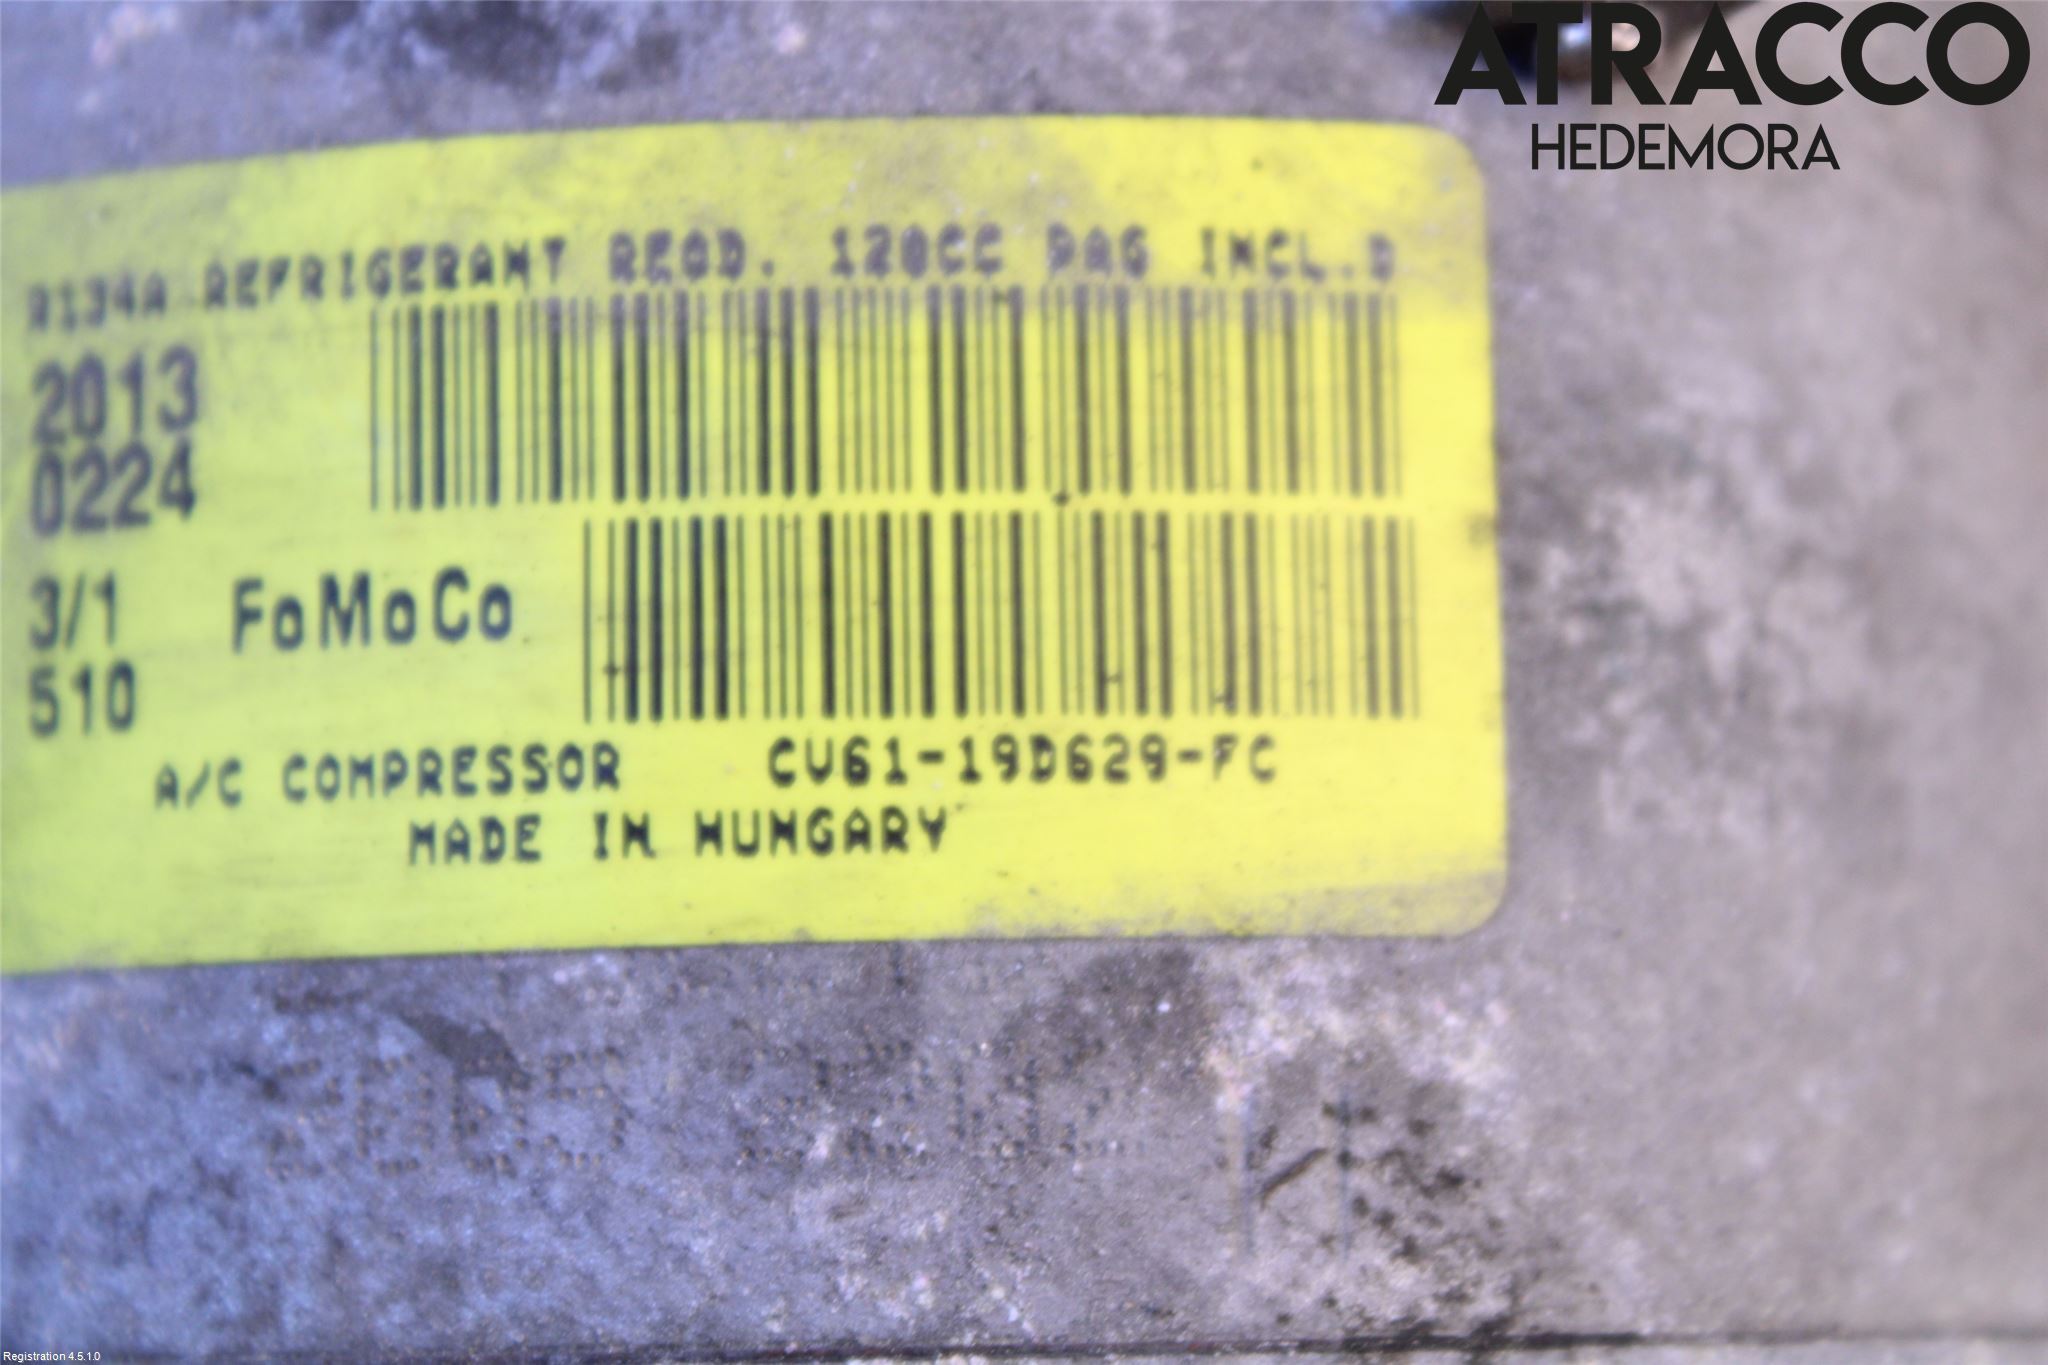 ATRACCO
HEDEMORA
R134A REFRIGERANT REQD. 120CC PAG INCL.D
2013
0224
3/1 FoMoCo
510
A/C COMPRESSOR CV61-19D629-FC
MADE IN HUNGARY
Registration 4.5.1.0